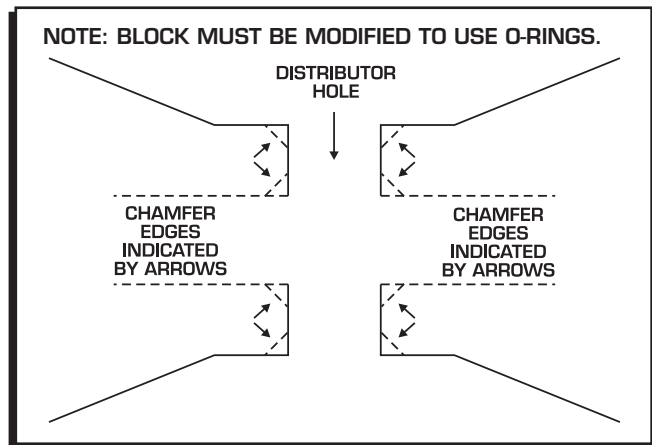 NOTE: BLOCK MUST BE MODIFIED TO USE O-RINGS.
DISTRIBUTOR
HOLE
CHAMFER
EDGES
INDICATED
BY ARROWS
CHAMFER
EDGES
INDICATED
BY ARROWS